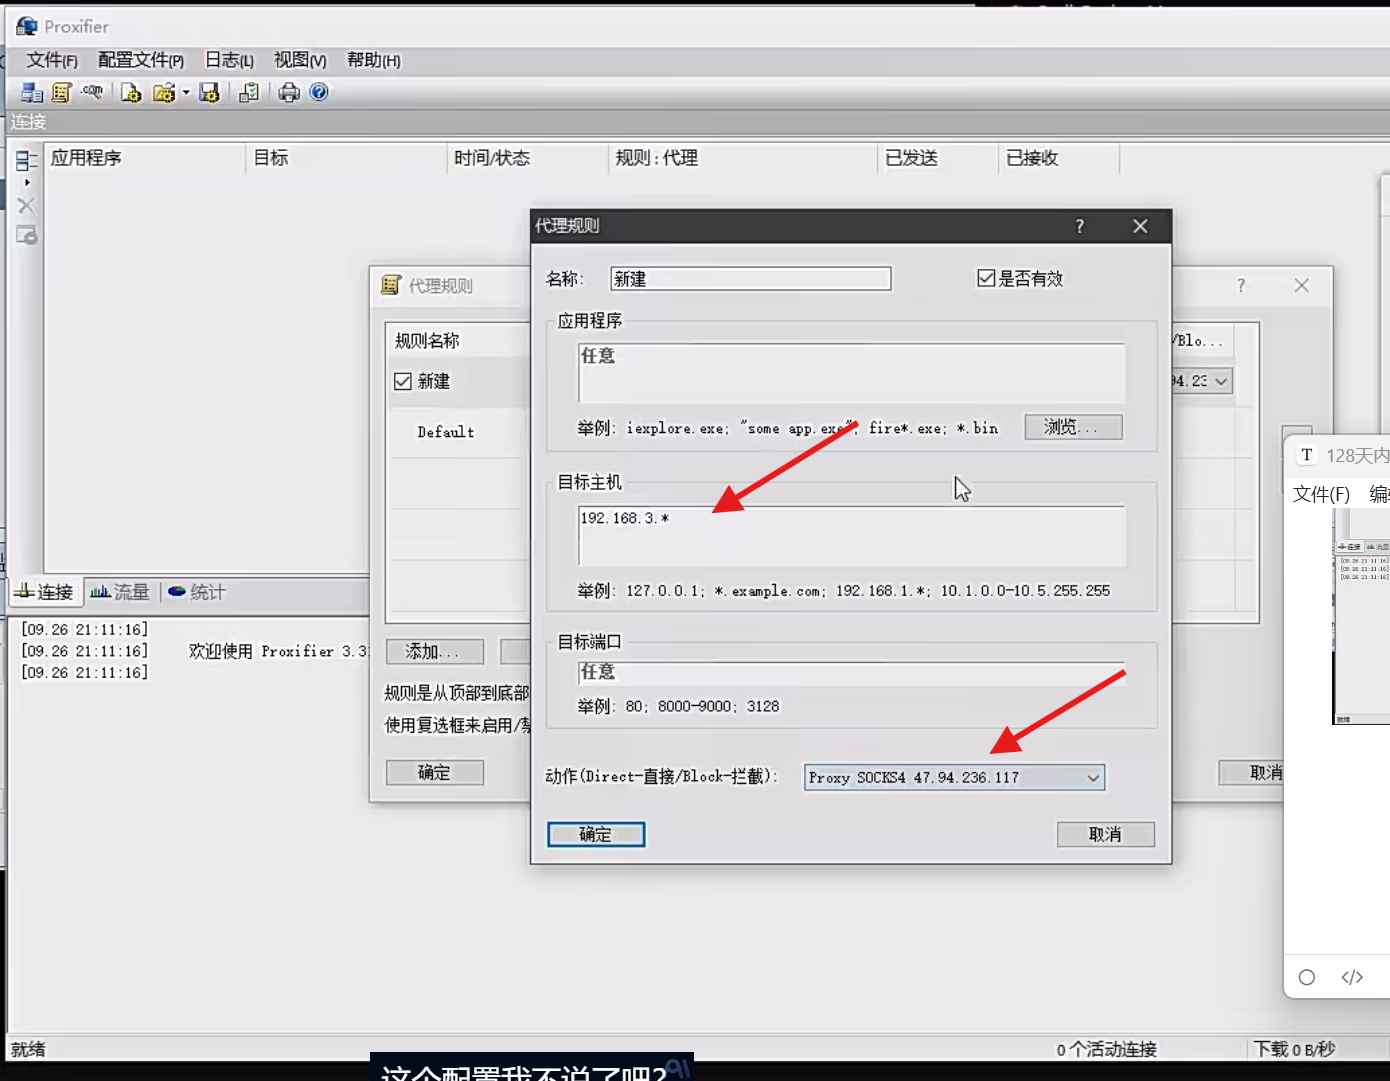 Proxifier
文件(F) 配置文件(P) 日志(L) 视图(V) 帮助(H)
连接
应用程序 目标 时间/状态 规则 : 代理 已发送 已接收
代理规则 ?
名称: 新建 是否有效
代理规则 ?
应用程序
128天内
规则名称 任意 /Blo...
新建 94.23
举例: iexplore.exe; "some app.exe"; fire*.exe; *.bin 浏览...
Default
目标主机
文件(F)
192.168.3.*
举例: 127.0.0.1; *.example.com; 192.168.1.*; 10.1.0.0-10.5.255.255
连接 流量 统计
[09.26 21:11:16]
[09.26 21:11:16] 欢迎使用 Proxifier 3.3
[09.26 21:11:16]
目标端口
添加...
任意
规则是从顶部到底部
举例: 80; 8000-9000; 3128
使用复选框来启用/禁
确定 取消
动作(Direct-直接/Block-拦截): Proxy SOCKS4 47.94.236.117
确定 取消
就绪 0 个活动连接 下载 0 B/秒
这个配置我不说了吧?